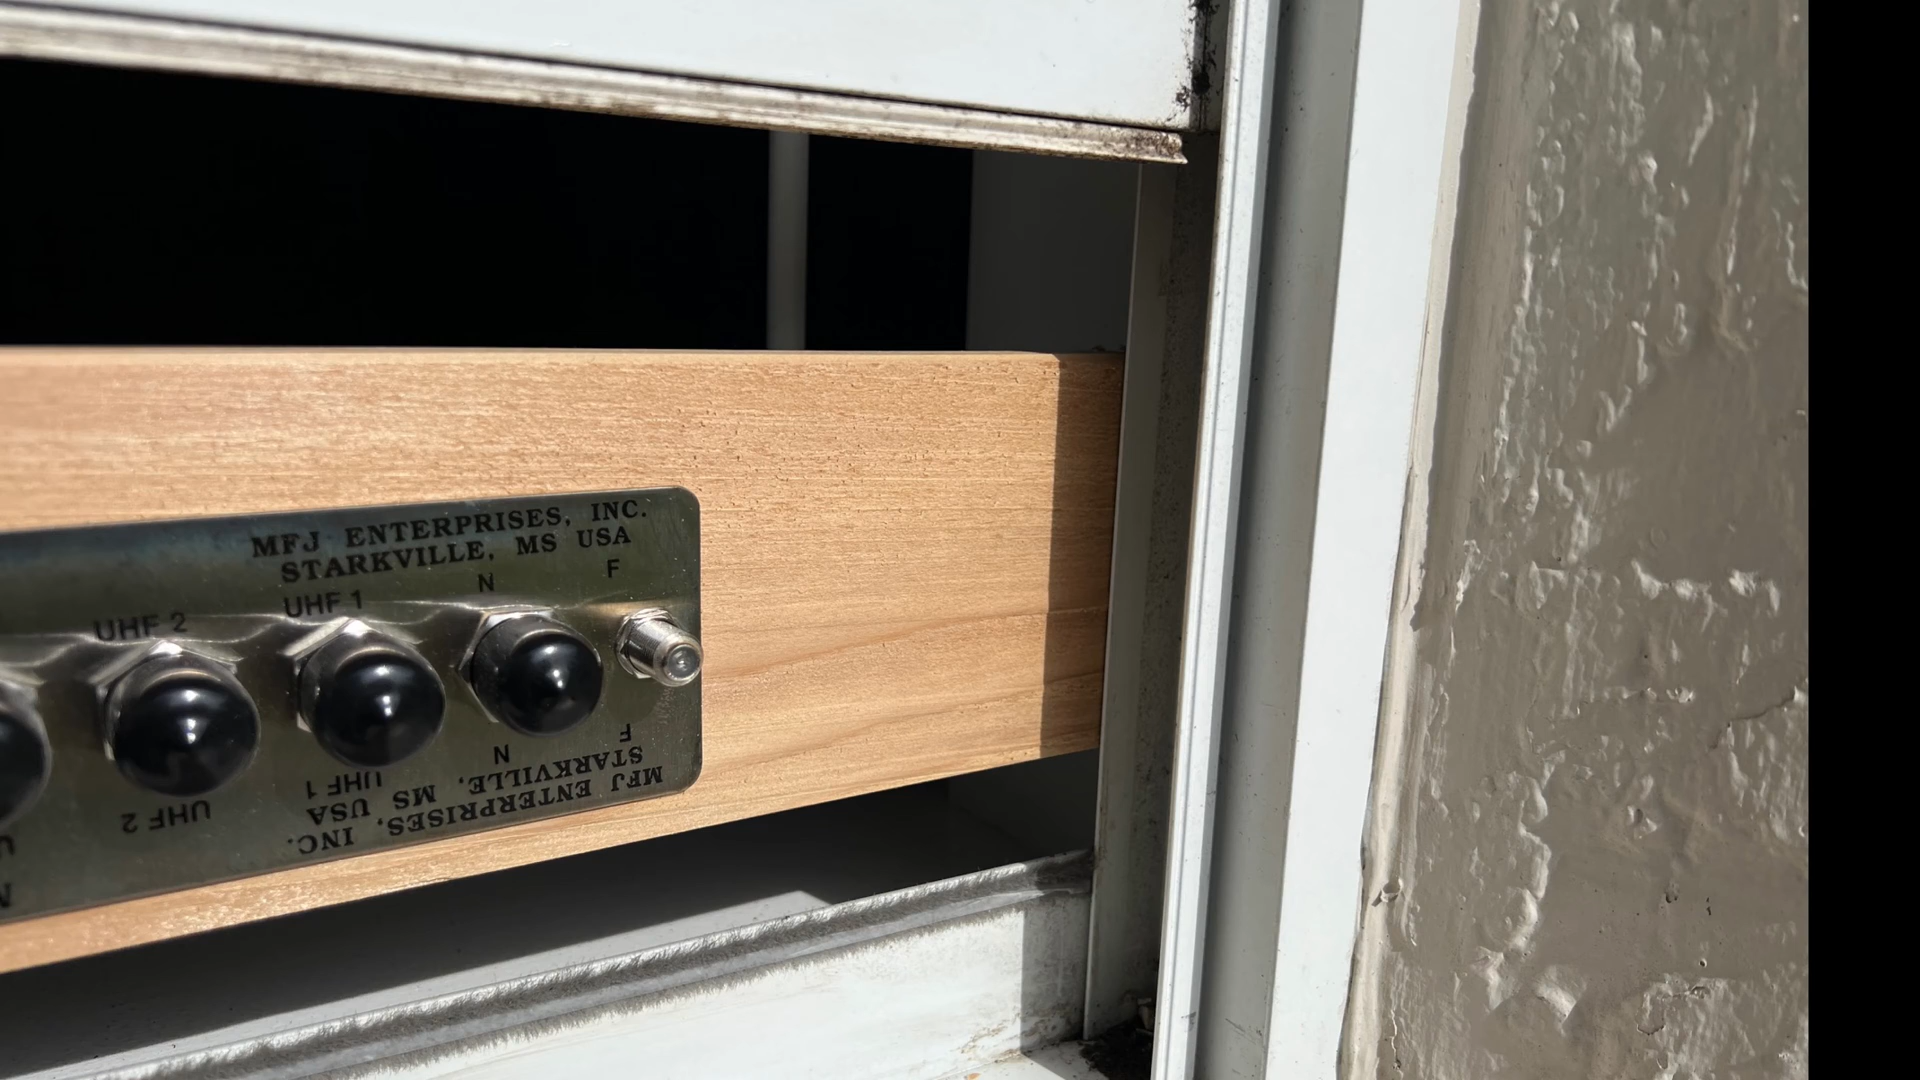 MFJ ENTERPRISES, INC.
STARKVILLE, MS USA
UHF 2 UHF 1 N F
UHF 2 UHF 1 N F
STARKVILLE, MS USA
MFJ ENTERPRISES, INC.